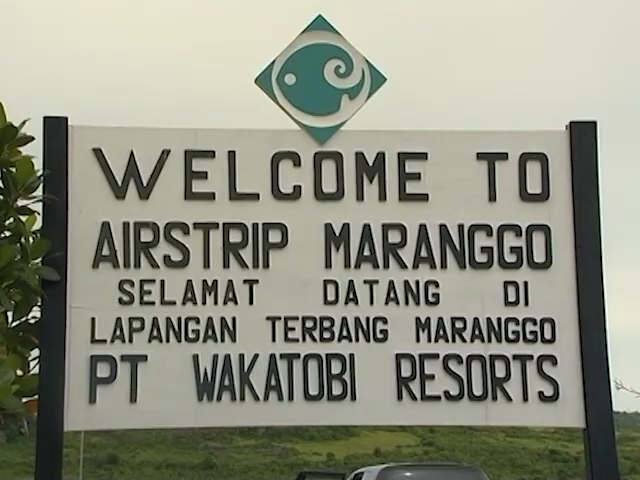 WELCOME TO
AIRSTRIP MARANGGO
SELAMAT DATANG DI
LAPANGAN TERBANG MARANGGO
PT WAKATOBI RESORTS